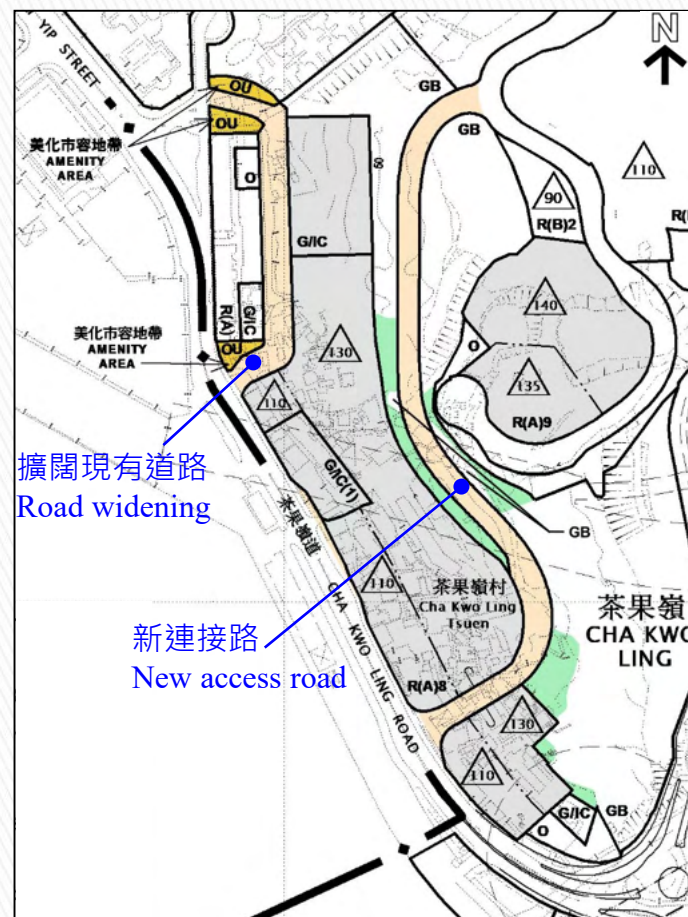 N
YIP STREET
OU
OU
美化市容地帶
AMENITY
AREA
O
G/IC
R(A)
G/IC
美化市容地帶
AMENITY
AREA
OU
GB
GB
110
90
R(B)2
140
135
R(A)9
O
130
110
G/IC(1)
擴闊現有道路
Road widening
茶果嶺道 CHA KWO LING ROAD
GB
110
茶果嶺村
Cha Kwo Ling
Tsuen
茶果嶺
CHA KWO
LING
新連接路
New access road
R(A)8
130
110
G/IC
GB
O